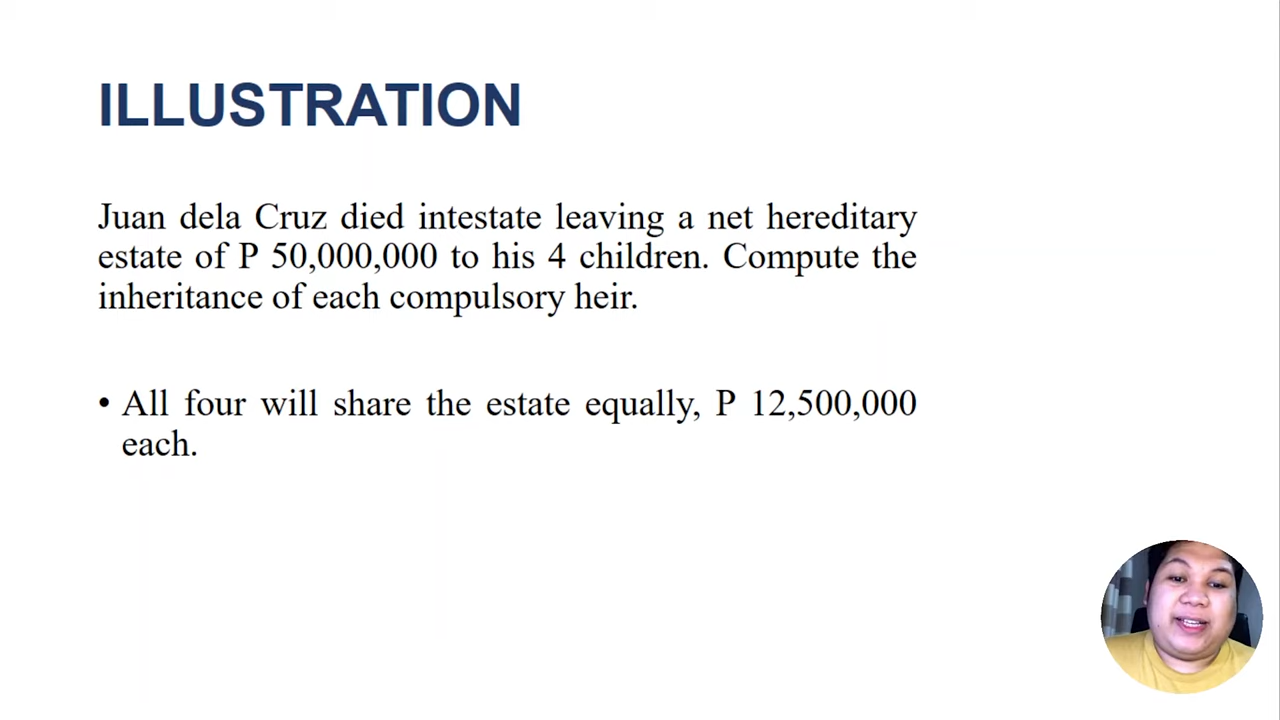 ILLUSTRATION
Juan dela Cruz died intestate leaving a net hereditary
estate of P 50,000,000 to his 4 children. Compute the
inheritance of each compulsory heir.
• All four will share the estate equally, P 12,500,000
each.